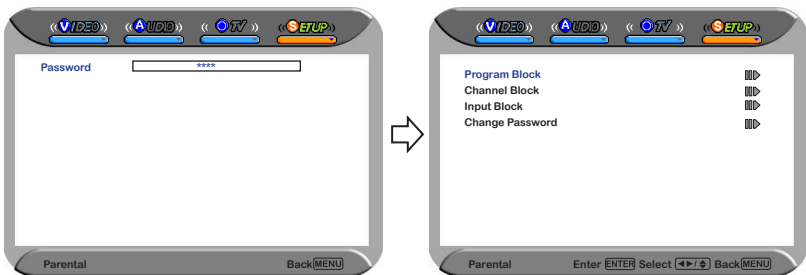 VIDEO AUDIO TV SETUP
Password ****
Parental Back MENU
VIDEO AUDIO TV SETUP
Program Block
Channel Block
Input Block
Change Password
Parental Enter ENTER Select ◄►/▲▼ Back MENU